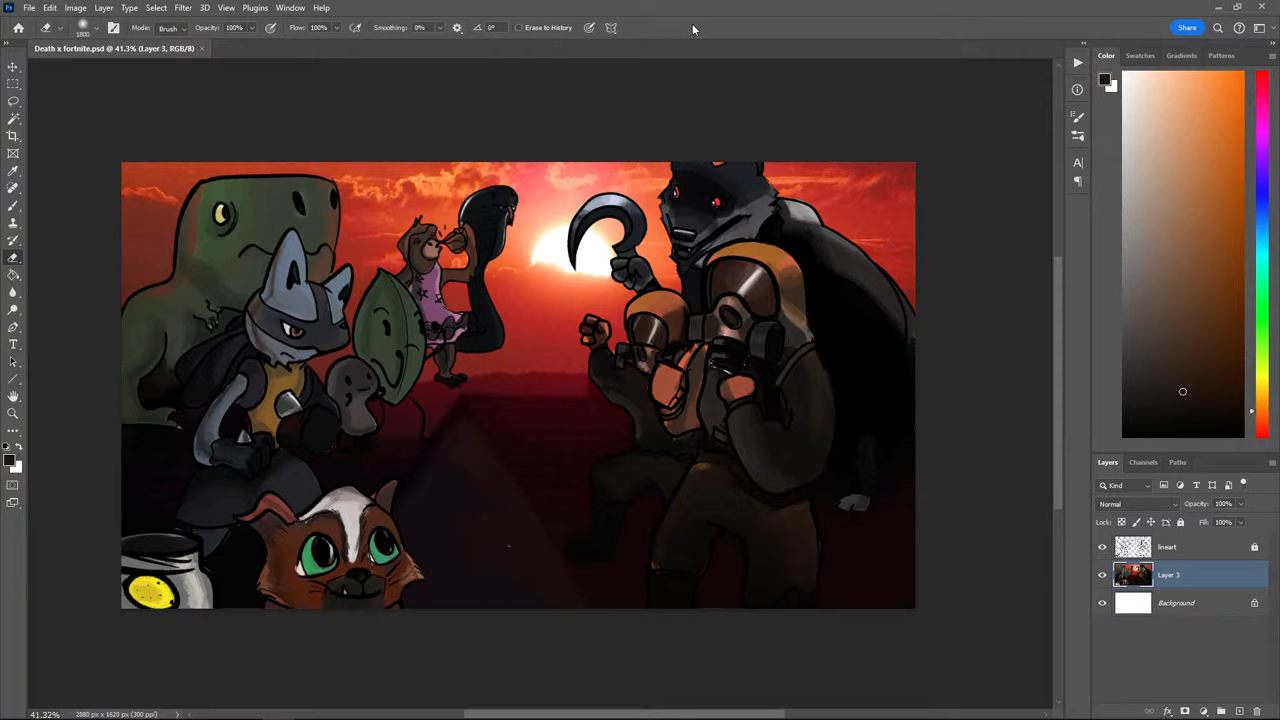 Ps File Edit Image Layer Type Select Filter 3D View Plugins Window Help
1800 Mode: Brush Opacity: 100% Flow: 100% Smoothing: 0% 0° Erase to History Share
Death x fortnite.psd @ 41.3% (Layer 3, RGB/8) ×
Color Swatches Gradients Patterns
Layers Channels Paths
Kind
Normal Opacity: 100%
Lock: Fill: 100%
lineart
Layer 3
Background
41.32% 2880 px x 1620 px (300 ppi)